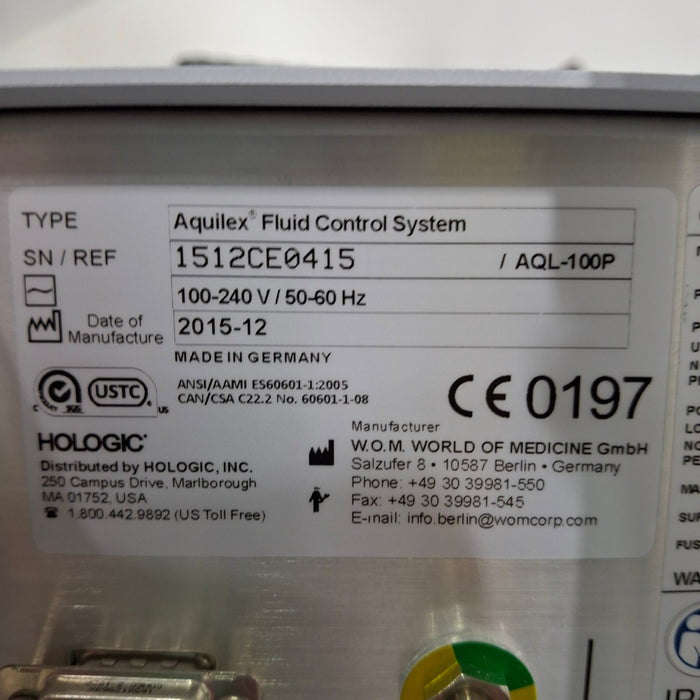 TYPE Aquilex® Fluid Control System
SN / REF 1512CE0415 / AQL-100P
100-240 V / 50-60 Hz
Date of Manufacture 2015-12
MADE IN GERMANY
USTC®
C US
ANSI/AAMI ES60601-1:2005
CAN/CSA C22.2 No. 60601-1-08
CE 0197
HOLOGIC®
Distributed by HOLOGIC, INC.
250 Campus Drive, Marlborough
MA 01752, USA
☎ 1.800.442.9892 (US Toll Free)
Manufacturer
W.O.M. WORLD OF MEDICINE GmbH
Salzufer 8 • 10587 Berlin • Germany
Phone: +49 30 39981-550
Fax: +49 30 39981-545
E-mail: info.berlin@womcorp.com